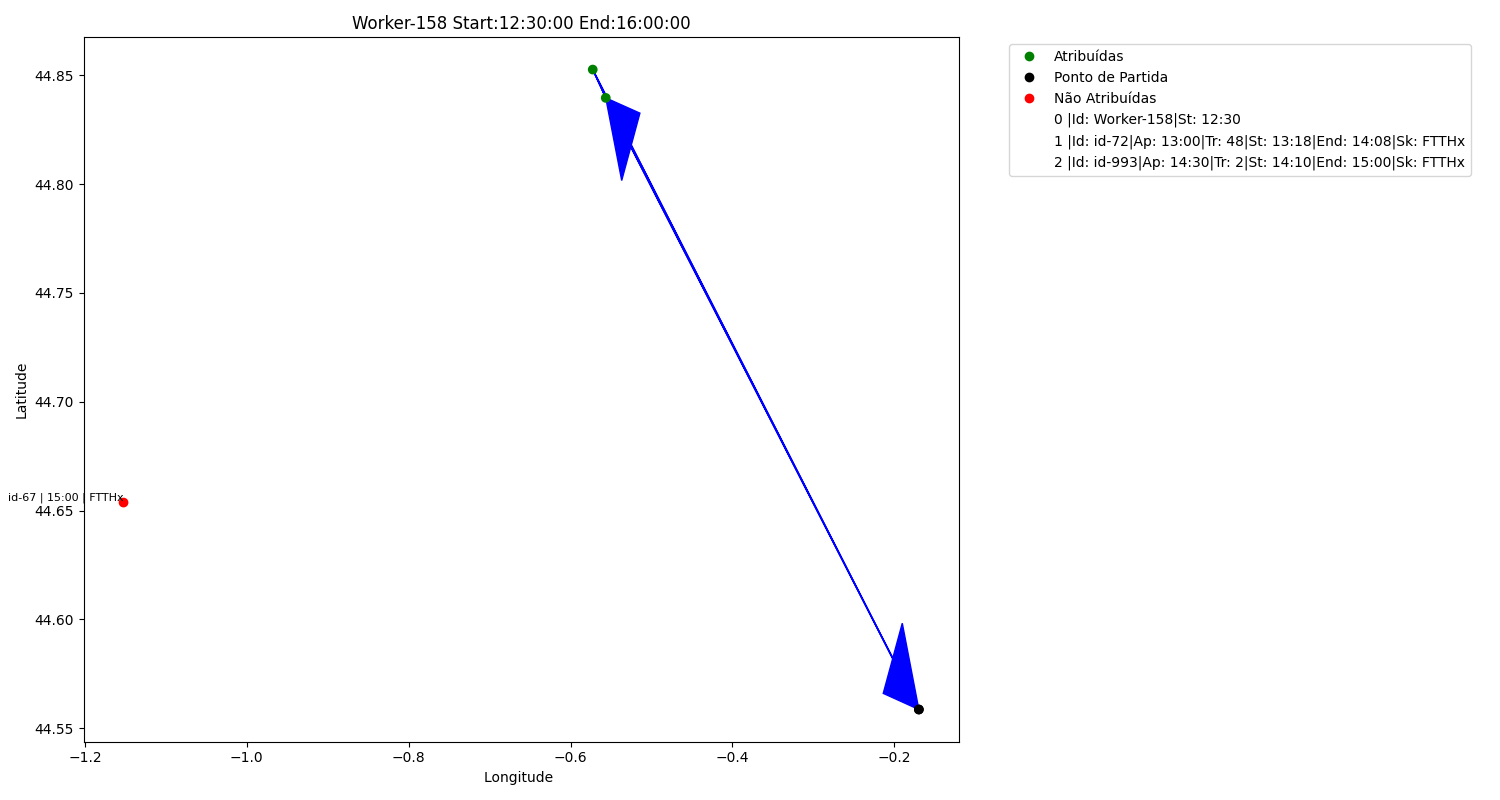 Worker-158 Start:12:30:00 End:16:00:00
Atribuídas
Ponto de Partida
Não Atribuídas
0 |Id: Worker-158|St: 12:30
1 |Id: id-72|Ap: 13:00|Tr: 48|St: 13:18|End: 14:08|Sk: FTTHx
2 |Id: id-993|Ap: 14:30|Tr: 2|St: 14:10|End: 15:00|Sk: FTTHx
Latitude
44.85
44.80
44.75
44.70
44.65
44.60
44.55
id-67 | 15:00 | FTTHx
−1.2
−1.0
−0.8
−0.6
−0.4
−0.2
Longitude